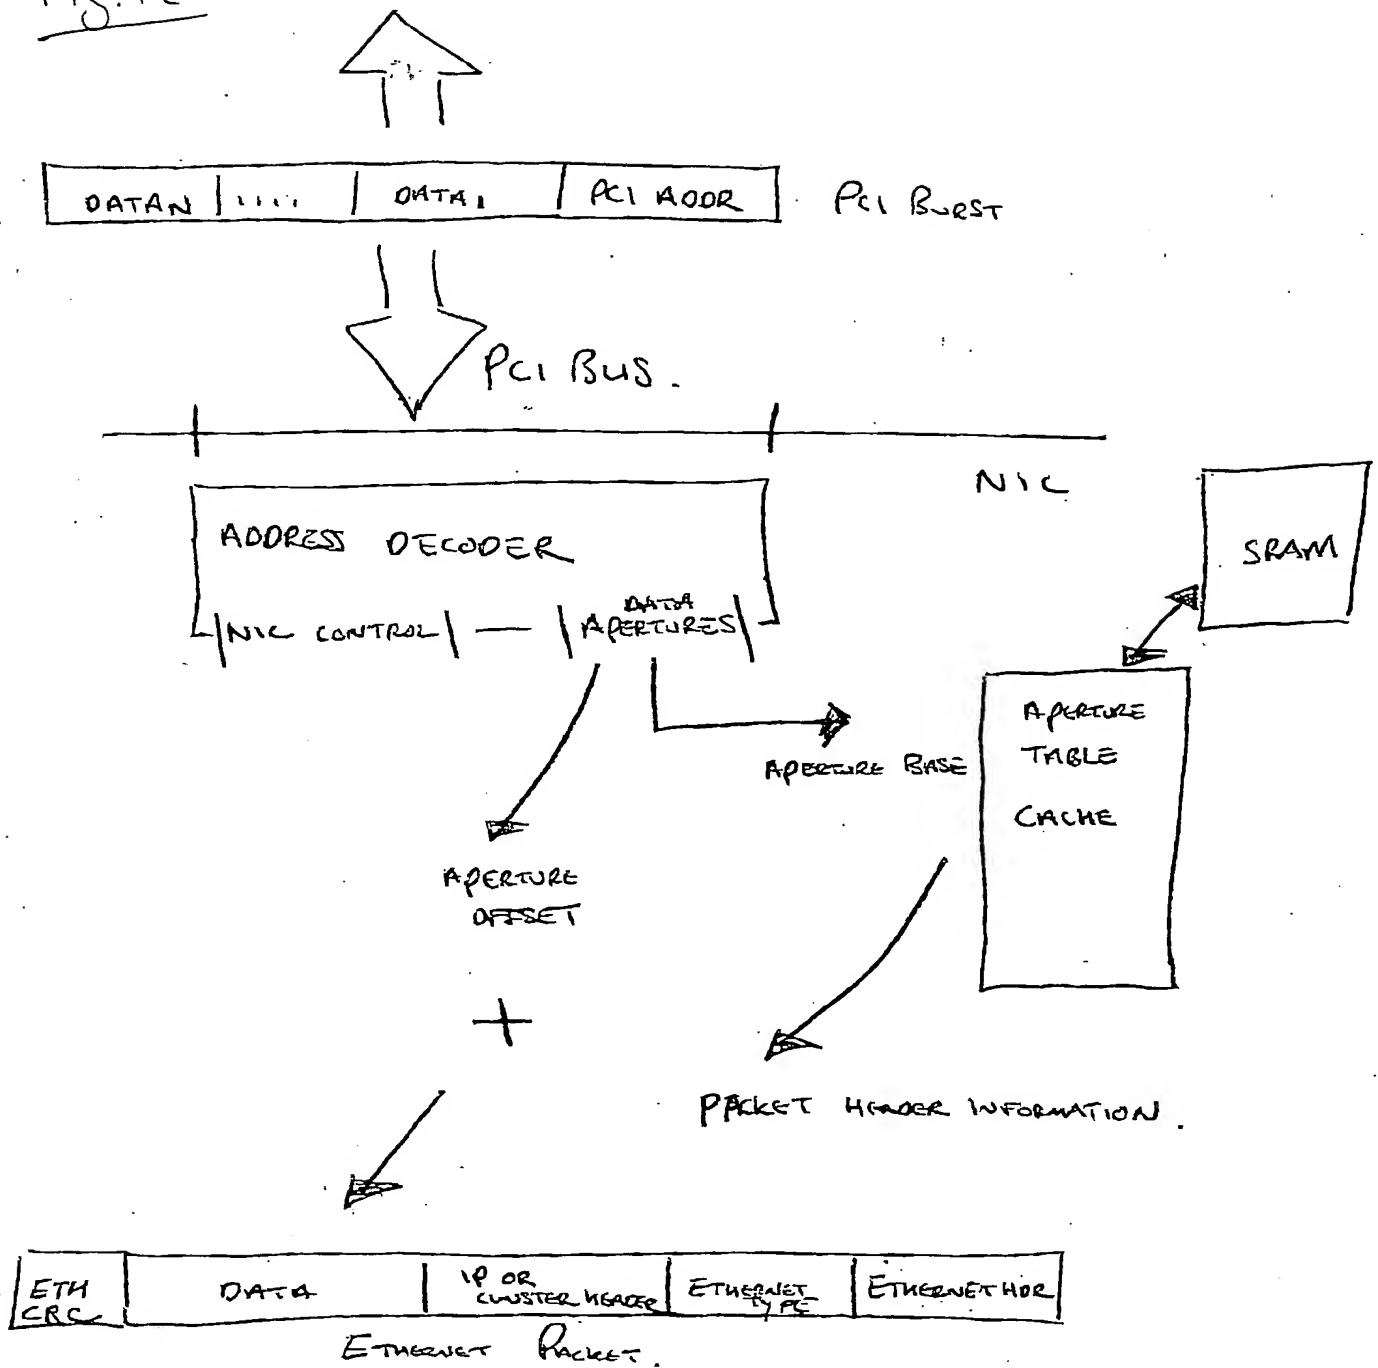 DATAN | .... | DATA1 | PCI ADDR
PCI BURST
PCI BUS.
NIC
ADDRESS DECODER
SRAM
NIC CONTROL | — | DATA
APERTURES
APERTURE BASE
APERTURE
TABLE
CACHE
APERTURE
OFFSET
+
PACKET HEADER INFORMATION.
ETH
CRC
DATA
IP OR
CLUSTER HEADER
ETHERNET
TYPE
ETHERNET HDR
ETHERNET PACKET.